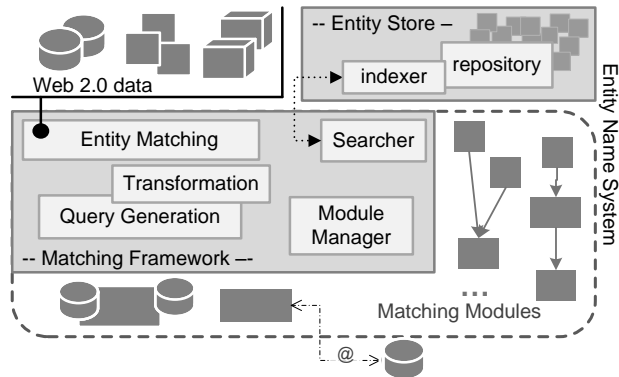 -- Entity Store –
repository
indexer
Web 2.0 data
Entity Name System
Entity Matching
Searcher
Transformation
Query Generation
Module
Manager
-- Matching Framework –-
...
Matching Modules
@